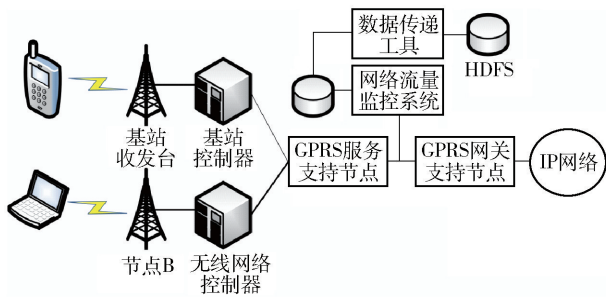 数据传递
工具
HDFS
网络流量
监控系统
基站
收发台
基站
控制器
GPRS服务
支持节点
GPRS网关
支持节点
IP网络
节点B
无线网络
控制器